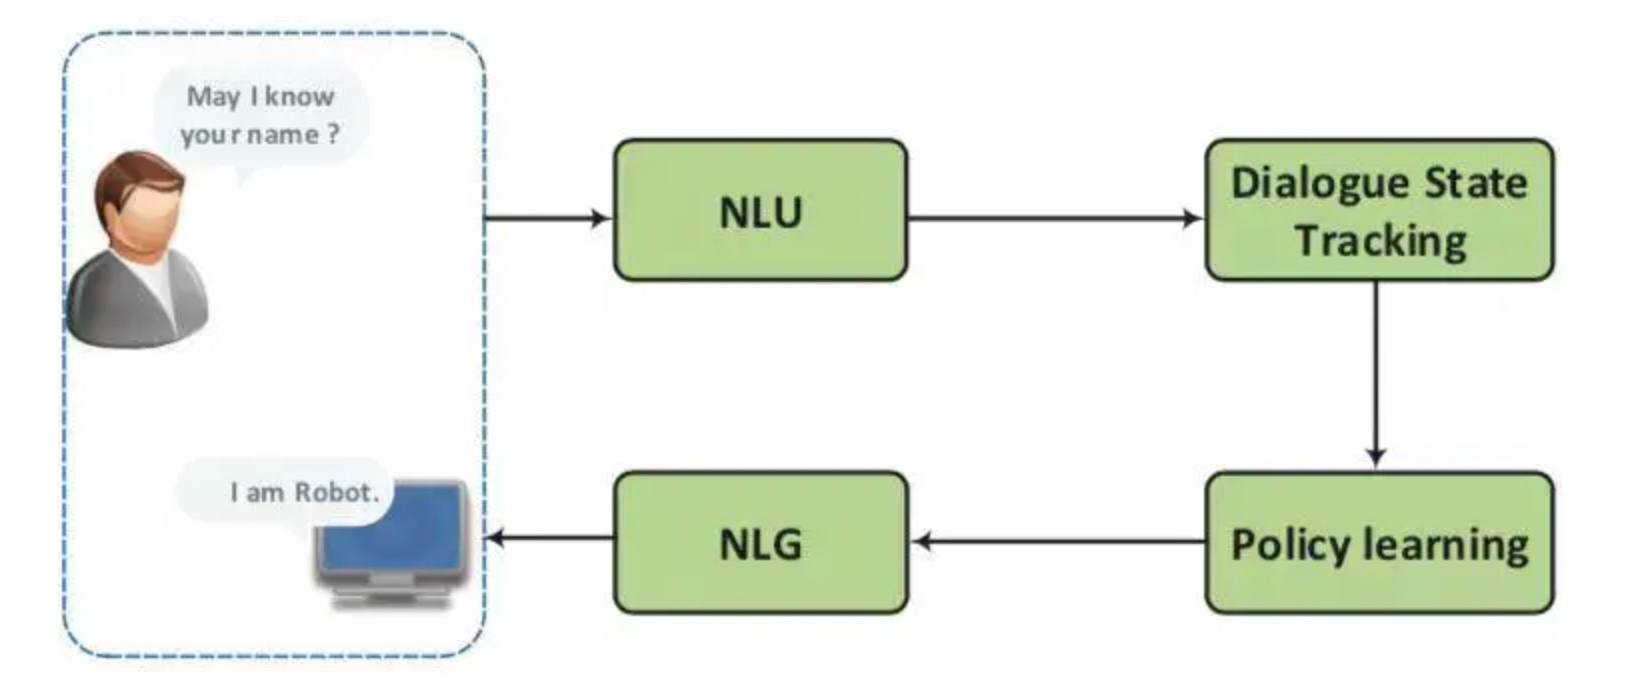 May I know
your name ?
NLU
Dialogue State
Tracking
I am Robot.
NLG
Policy learning